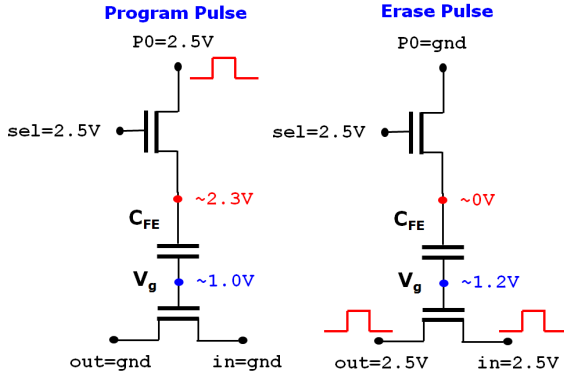 Program Pulse
P0=2.5V
sel=2.5V
~2.3V
CFE
Vg
~1.0V
out=gnd
in=gnd
Erase Pulse
P0=gnd
sel=2.5V
~0V
CFE
Vg
~1.2V
out=2.5V
in=2.5V